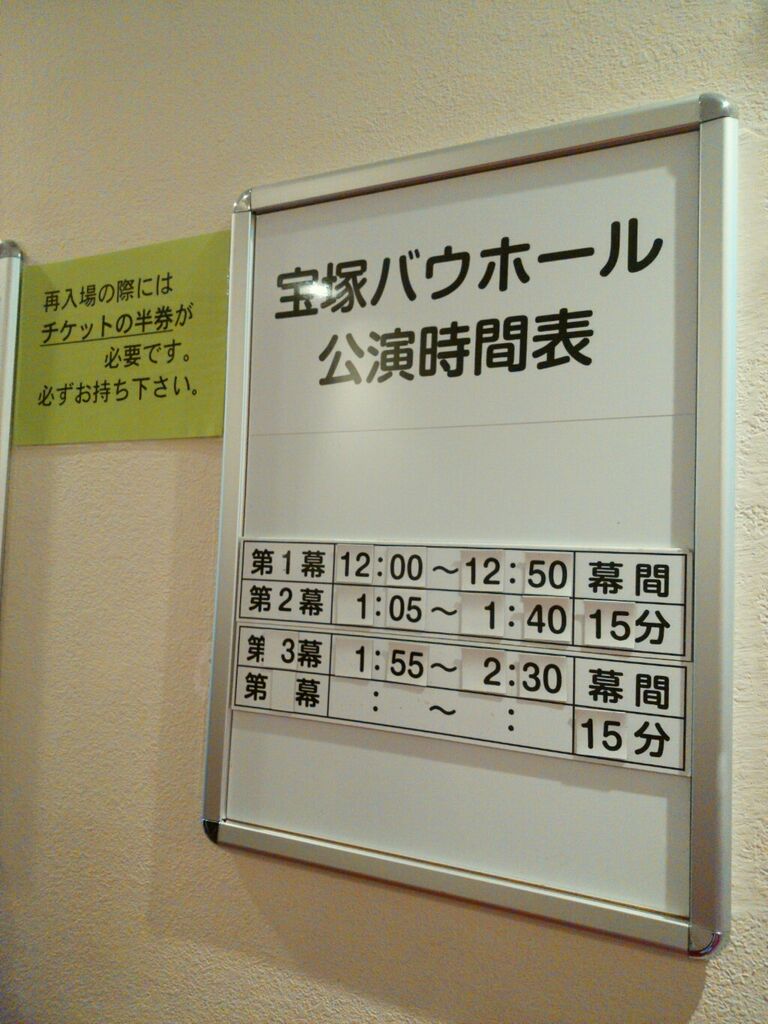 再入場の際には
チケットの半券が
必要です。
必ずお持ち下さい。
宝塚バウホール
公演時間表
第1幕 12:00～12:50 幕間
第2幕 1:05～1:40 15分
第3幕 1:55～2:30 幕間
第 幕 : ～ : 15分